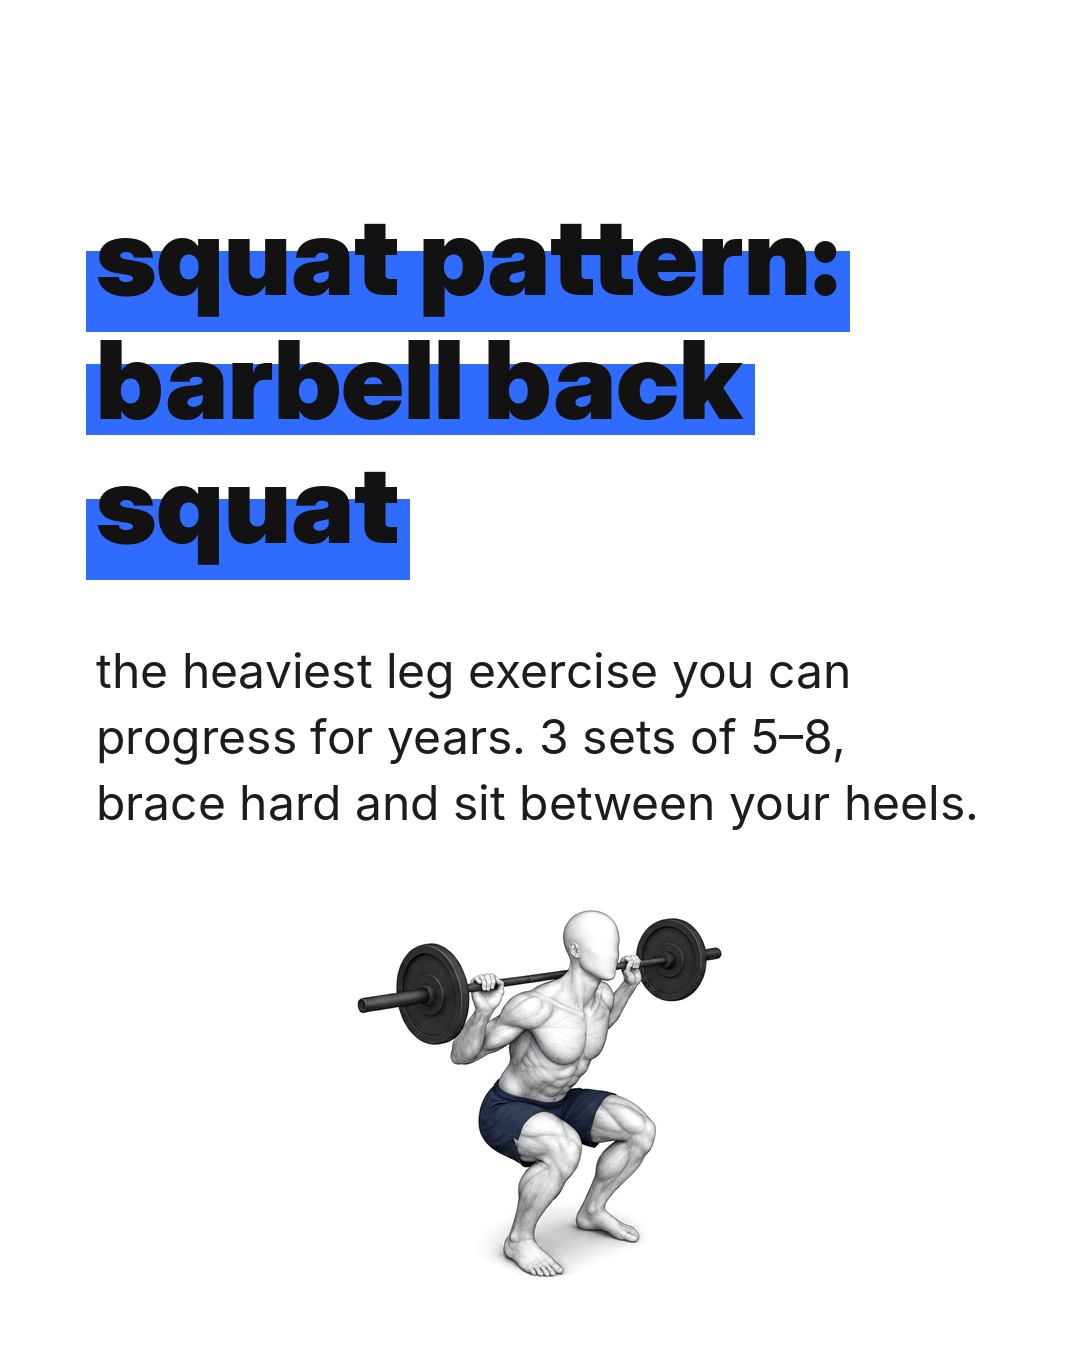 squat pattern:
barbell back
squat
the heaviest leg exercise you can
progress for years. 3 sets of 5–8,
brace hard and sit between your heels.